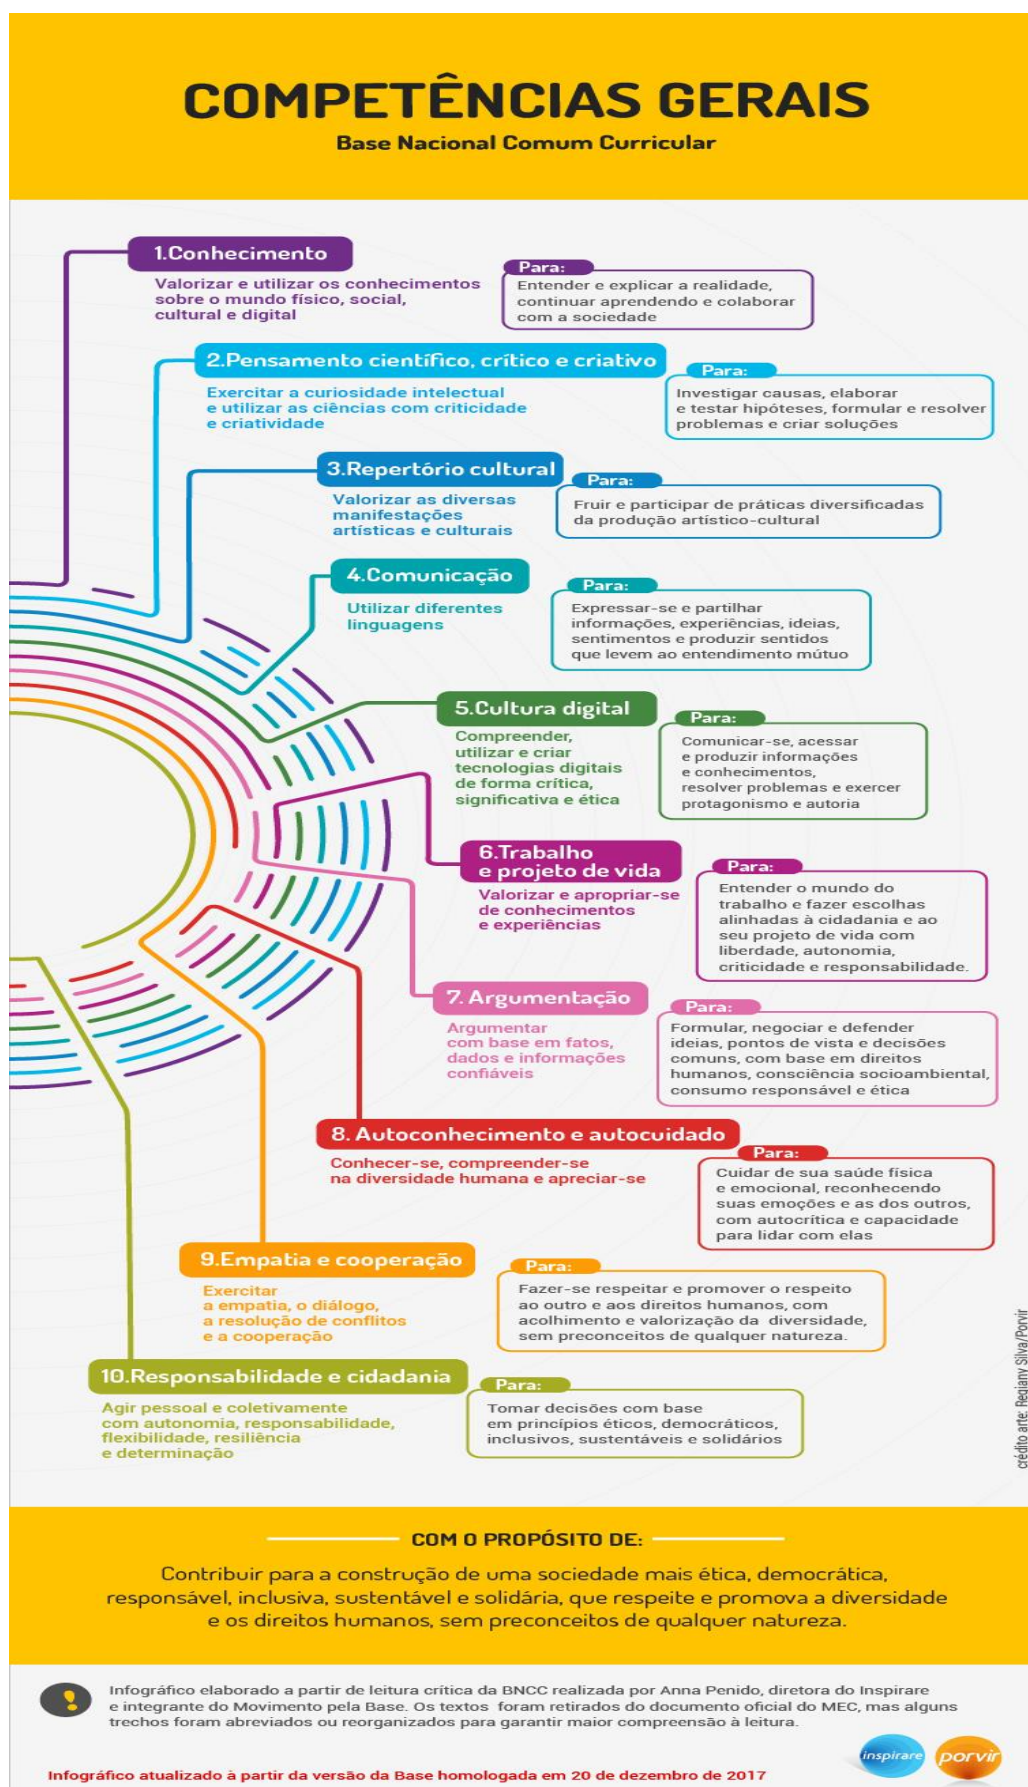 COMPETÊNCIAS GERAIS
Base Nacional Comum Curricular
1.Conhecimento
Valorizar e utilizar os conhecimentos
sobre o mundo físico, social,
cultural e digital
Para:
Entender e explicar a realidade,
continuar aprendendo e colaborar
com a sociedade
2.Pensamento científico, crítico e criativo
Exercitar a curiosidade intelectual
e utilizar as ciências com criticidade
e criatividade
Para:
Investigar causas, elaborar
e testar hipóteses, formular e resolver
problemas e criar soluções
3.Repertório cultural
Valorizar as diversas
manifestações
artísticas e culturais
Para:
Fruir e participar de práticas diversificadas
da produção artístico-cultural
4.Comunicação
Utilizar diferentes
linguagens
Para:
Expressar-se e partilhar
informações, experiências, ideias,
sentimentos e produzir sentidos
que levem ao entendimento mútuo
5.Cultura digital
Compreender,
utilizar e criar
tecnologias digitais
de forma crítica,
significativa e ética
Para:
Comunicar-se, acessar
e produzir informações
e conhecimentos,
resolver problemas e exercer
protagonismo e autoria
6.Trabalho
e projeto de vida
Valorizar e apropriar-se
de conhecimentos
e experiências
Para:
Entender o mundo do
trabalho e fazer escolhas
alinhadas à cidadania e ao
seu projeto de vida com
liberdade, autonomia,
criticidade e responsabilidade.
7. Argumentação
Argumentar
com base em fatos,
dados e informações
confiáveis
Para:
Formular, negociar e defender
ideias, pontos de vista e decisões
comuns, com base em direitos
humanos, consciência socioambiental,
consumo responsável e ética
8. Autoconhecimento e autocuidado
Conhecer-se, compreender-se
na diversidade humana e apreciar-se
Para:
Cuidar de sua saúde física
e emocional, reconhecendo
suas emoções e as dos outros,
com autocrítica e capacidade
para lidar com elas
9.Empatia e cooperação
Exercitar
a empatia, o diálogo,
a resolução de conflitos
e a cooperação
Para:
Fazer-se respeitar e promover o respeito
ao outro e aos direitos humanos, com
acolhimento e valorização da diversidade,
sem preconceitos de qualquer natureza.
10.Responsabilidade e cidadania
Agir pessoal e coletivamente
com autonomia, responsabilidade,
flexibilidade, resiliência
e determinação
Para:
Tomar decisões com base
em princípios éticos, democráticos,
inclusivos, sustentáveis e solidários
crédito arte: Regiany Silva/Porvir
COM O PROPÓSITO DE:
Contribuir para a construção de uma sociedade mais ética, democrática,
responsável, inclusiva, sustentável e solidária, que respeite e promova a diversidade
e os direitos humanos, sem preconceitos de qualquer natureza.
Infográfico elaborado a partir de leitura crítica da BNCC realizada por Anna Penido, diretora do Inspirare
e integrante do Movimento pela Base. Os textos foram retirados do documento oficial do MEC, mas alguns
trechos foram abreviados ou reorganizados para garantir maior compreensão à leitura.
inspirare
porvir
Infográfico atualizado à partir da versão da Base homologada em 20 de dezembro de 2017